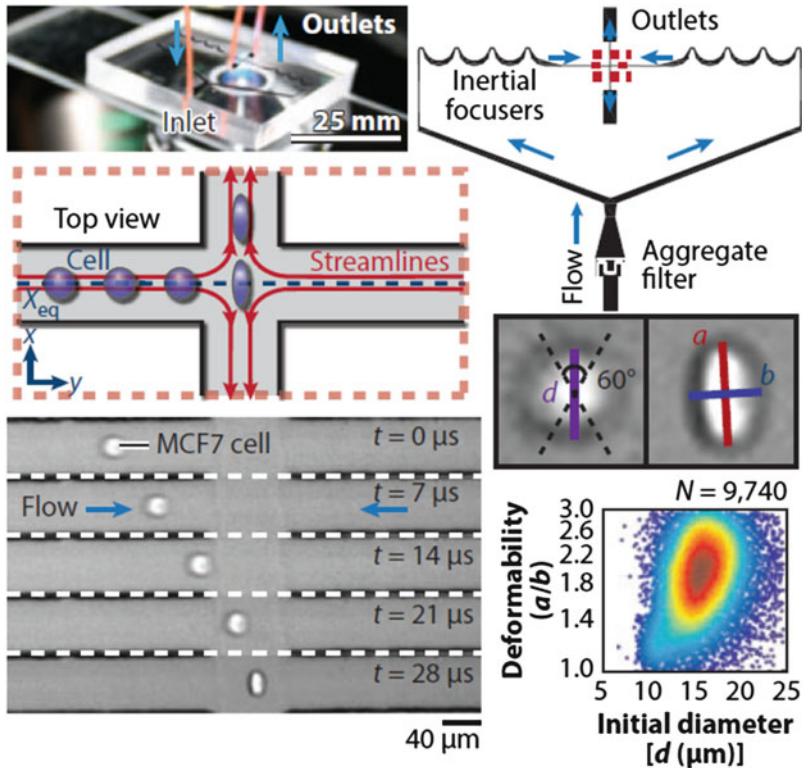 Outlets
Inlet
25 mm
Outlets
Inertial
focusers
Flow
Aggregate
filter
Top view
Cell
Streamlines
Xeq
x
y
d
60°
a
b
t = 0 µs
MCF7 cell
t = 7 µs
Flow
t = 14 µs
t = 21 µs
t = 28 µs
40 µm
N = 9,740
Deformability
(a/b)
3.0
2.6
2.2
1.8
1.4
1.0
5 10 15 20 25
Initial diameter
[d (µm)]